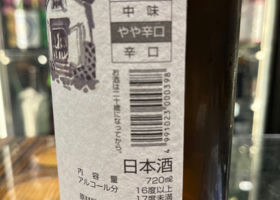 中 味
やや辛口
辛 口
お酒は二十歳になってから。
4991023000398
日本酒
内 容 量 720㎖
アルコール分 16度以上
17度未満